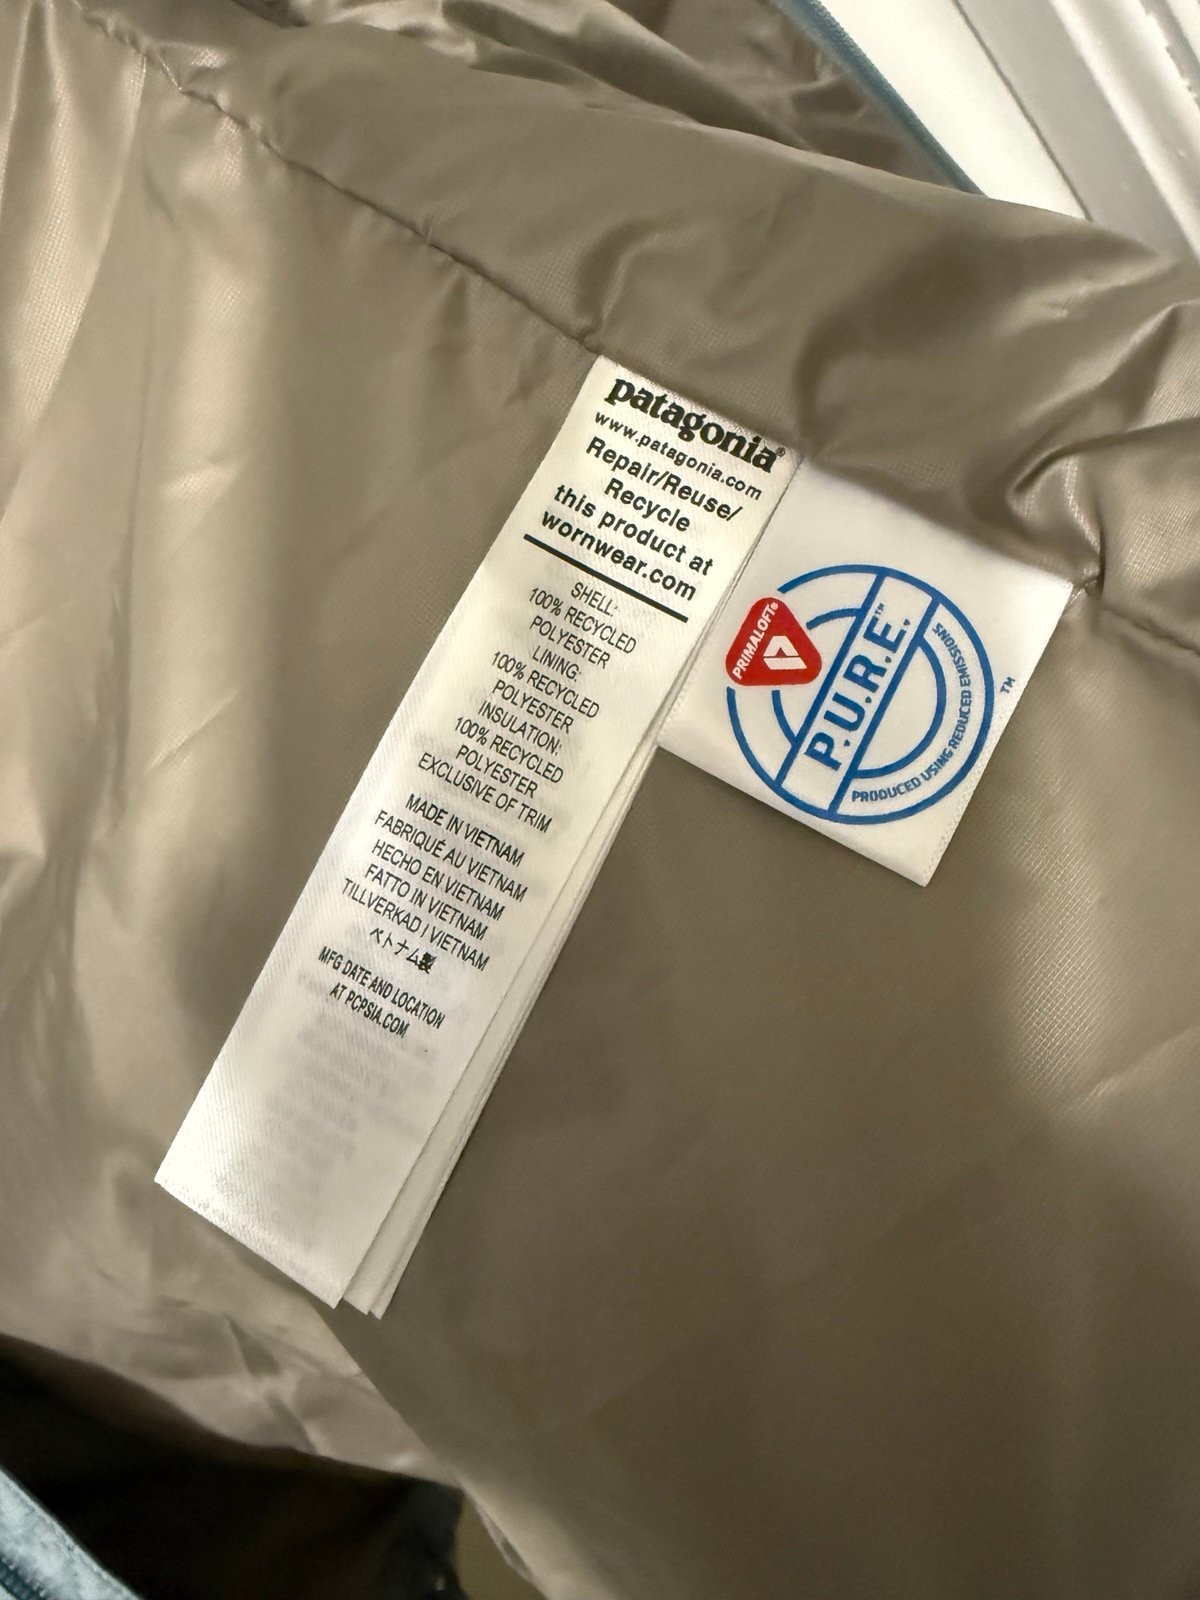 patagonia®
www.patagonia.com
Repair/Reuse/
Recycle
this product at
wornwear.com
SHELL:
100% RECYCLED
POLYESTER
LINING:
100% RECYCLED
POLYESTER
INSULATION:
100% RECYCLED
POLYESTER
EXCLUSIVE OF TRIM
MADE IN VIETNAM
FABRIQUÉ AU VIETNAM
HECHO EN VIETNAM
FATTO IN VIETNAM
TILLVERKAD I VIETNAM
ベトナム製
MFG DATE AND LOCATION
AT PCPSIA.COM
PRIMALOFT®
P.U.R.E.™
PRODUCED USING REDUCED EMISSIONS
™